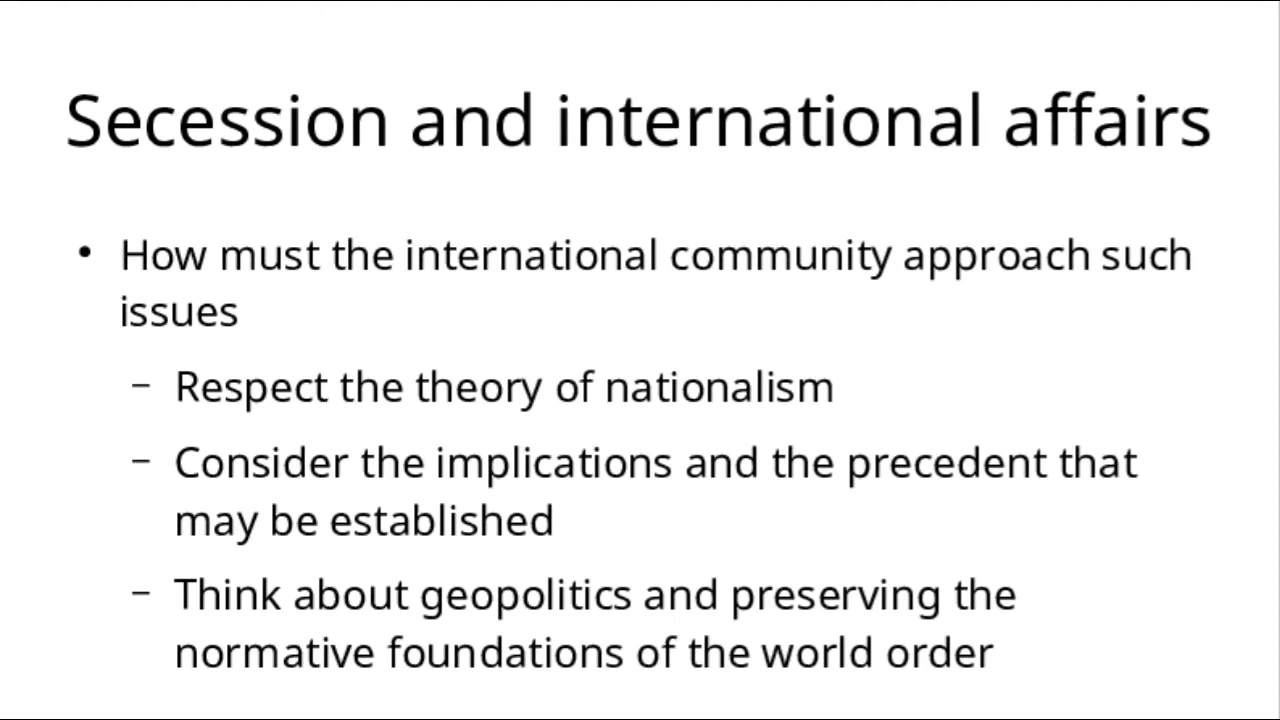 Secession and international affairs
• How must the international community approach such
issues
– Respect the theory of nationalism
– Consider the implications and the precedent that
may be established
– Think about geopolitics and preserving the
normative foundations of the world order